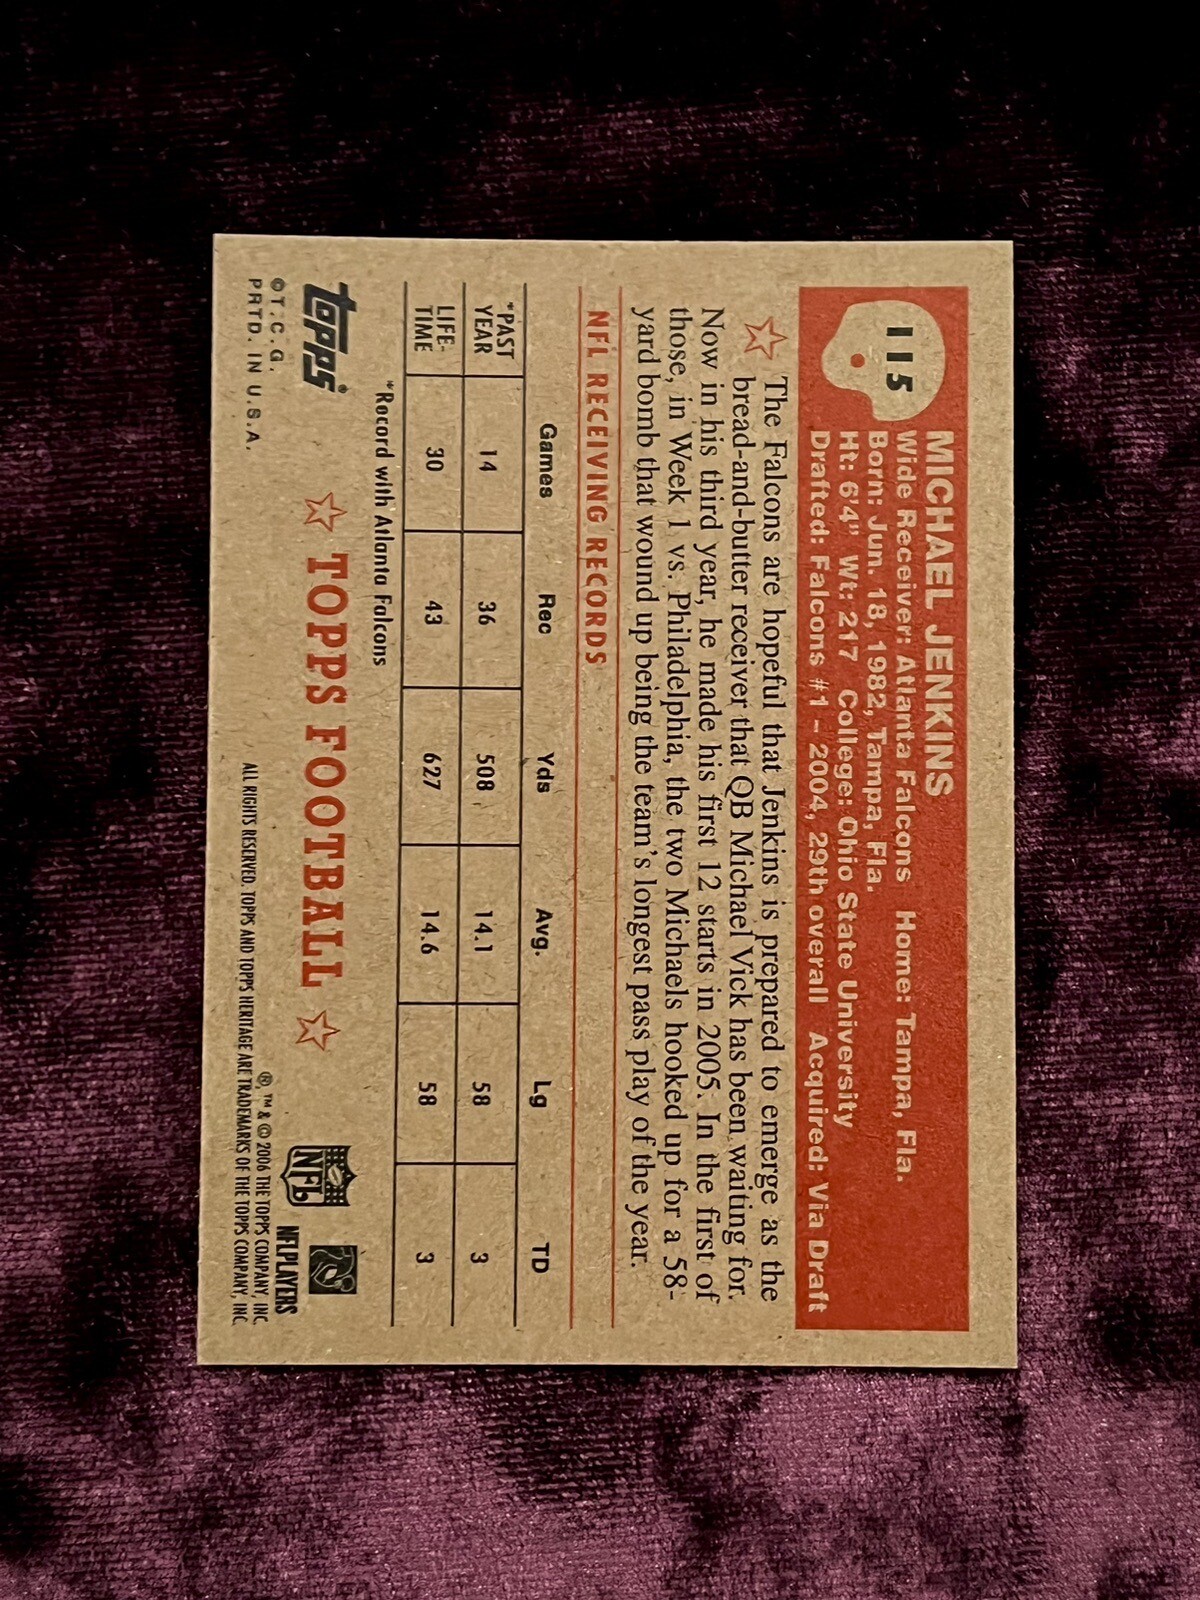 115
MICHAEL JENKINS
Wide Receiver: Atlanta Falcons Home: Tampa, Fla.
Born: Jun. 18, 1982, Tampa, Fla.
Ht: 6'4" Wt: 217 College: Ohio State University
Drafted: Falcons #1 – 2004, 29th overall Acquired: Via Draft
The Falcons are hopeful that Jenkins is prepared to emerge as the
bread-and-butter receiver that QB Michael Vick has been waiting for.
Now in his third year, he made his first 12 starts in 2005. In the first of
those, in Week 1 vs. Philadelphia, the two Michaels hooked up for a 58-
yard bomb that wound up being the team's longest pass play of the year.
NFL RECEIVING RECORDS
Games Rec Yds Avg. Lg TD
*PAST
YEAR 14 36 508 14.1 58 3
LIFE-
TIME 30 43 627 14.6 58 3
*Record with Atlanta Falcons
topps®
TOPPS FOOTBALL
NFL
NFLPLAYERS
©T.C.G.
PRTD. IN U.S.A.
®, ™ & © 2006 THE TOPPS COMPANY, INC.
ALL RIGHTS RESERVED. TOPPS AND TOPPS HERITAGE ARE TRADEMARKS OF THE TOPPS COMPANY, INC.